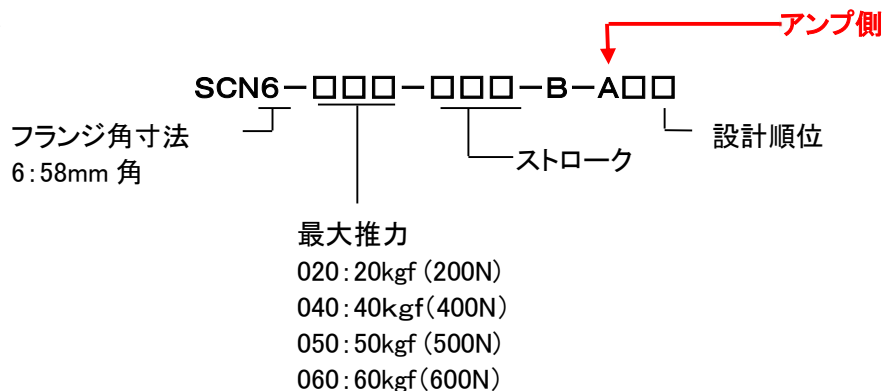 アンプ側
SCN6－□□□－□□□－B－A□□
フランジ角寸法
6：58mm 角
ストローク
設計順位
最大推力
020：20kgf（200N）
040：40kgf（400N）
050：50kgf（500N）
060：60kgf（600N）